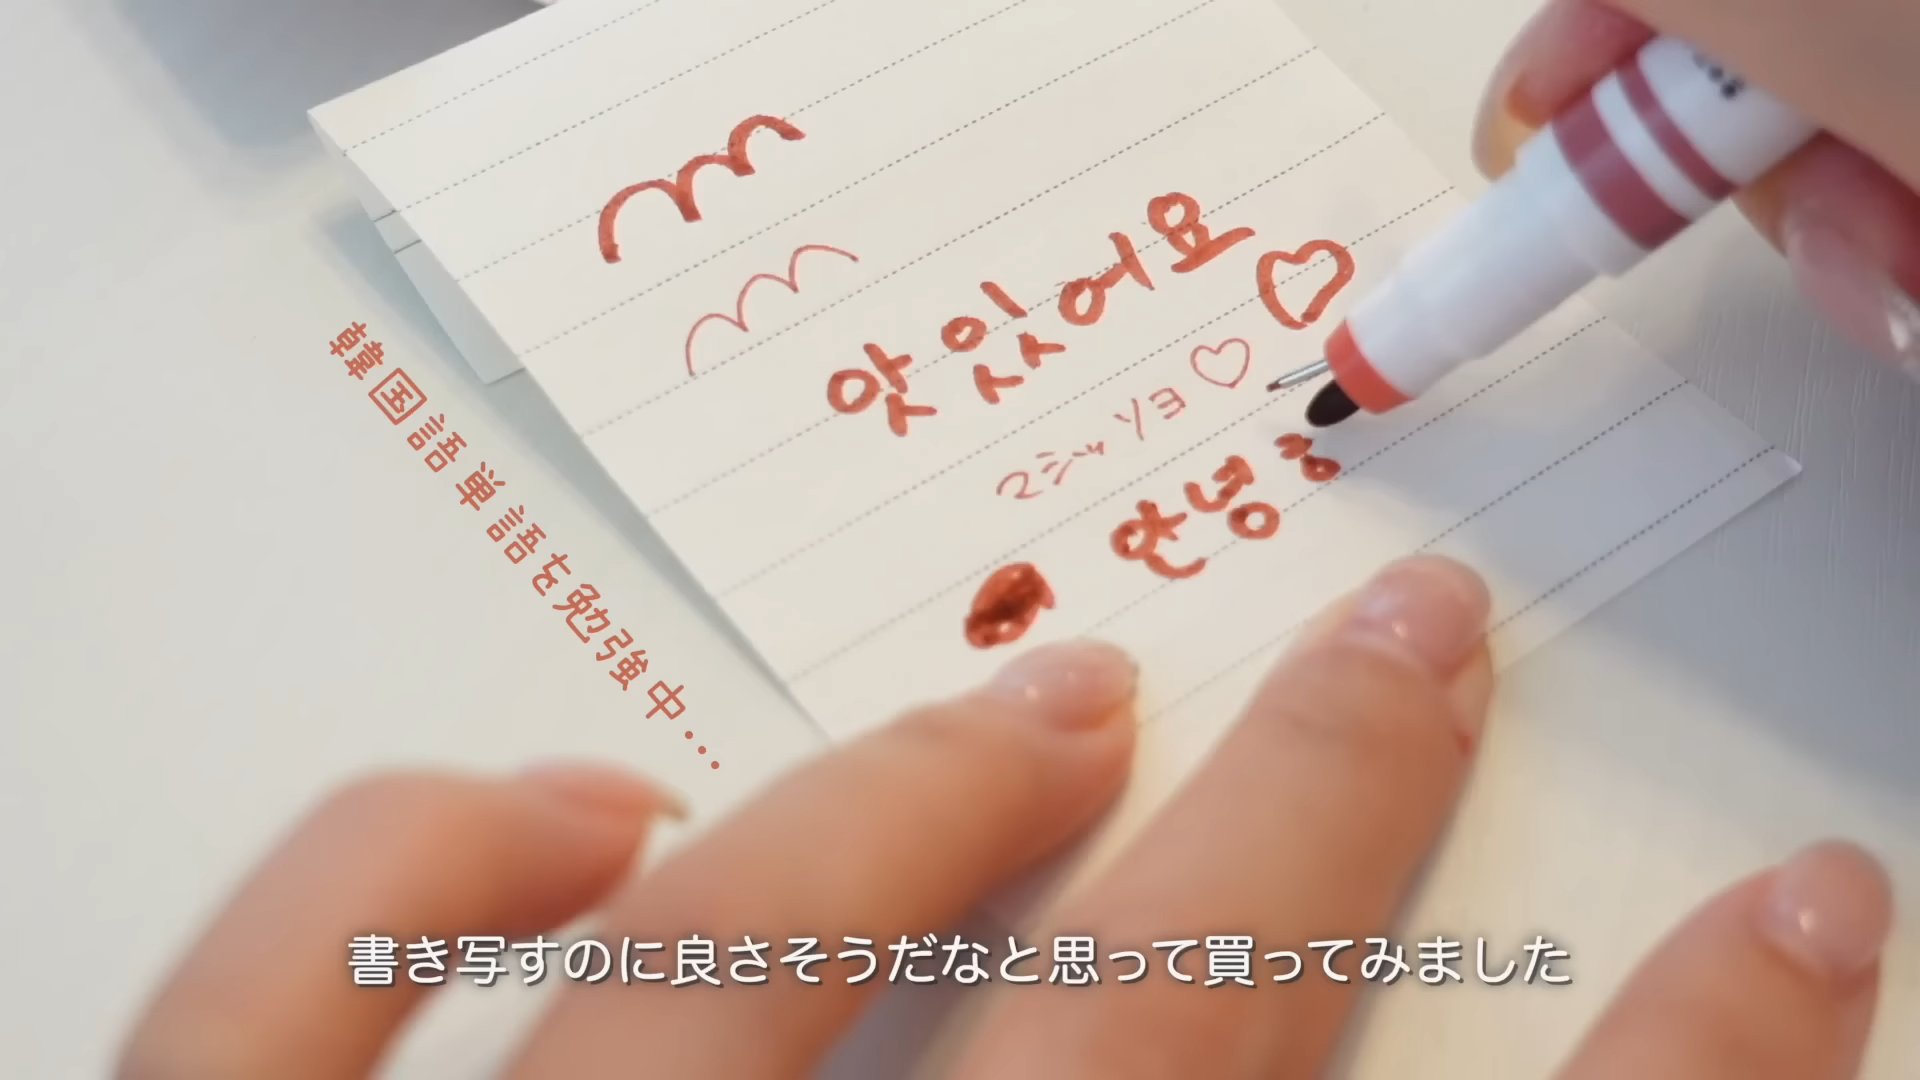 맛있어요♡
マシッソヨ♡
안녕
韓国語単語を勉強中...
書き写すのに良さそうだなと思って買ってみました